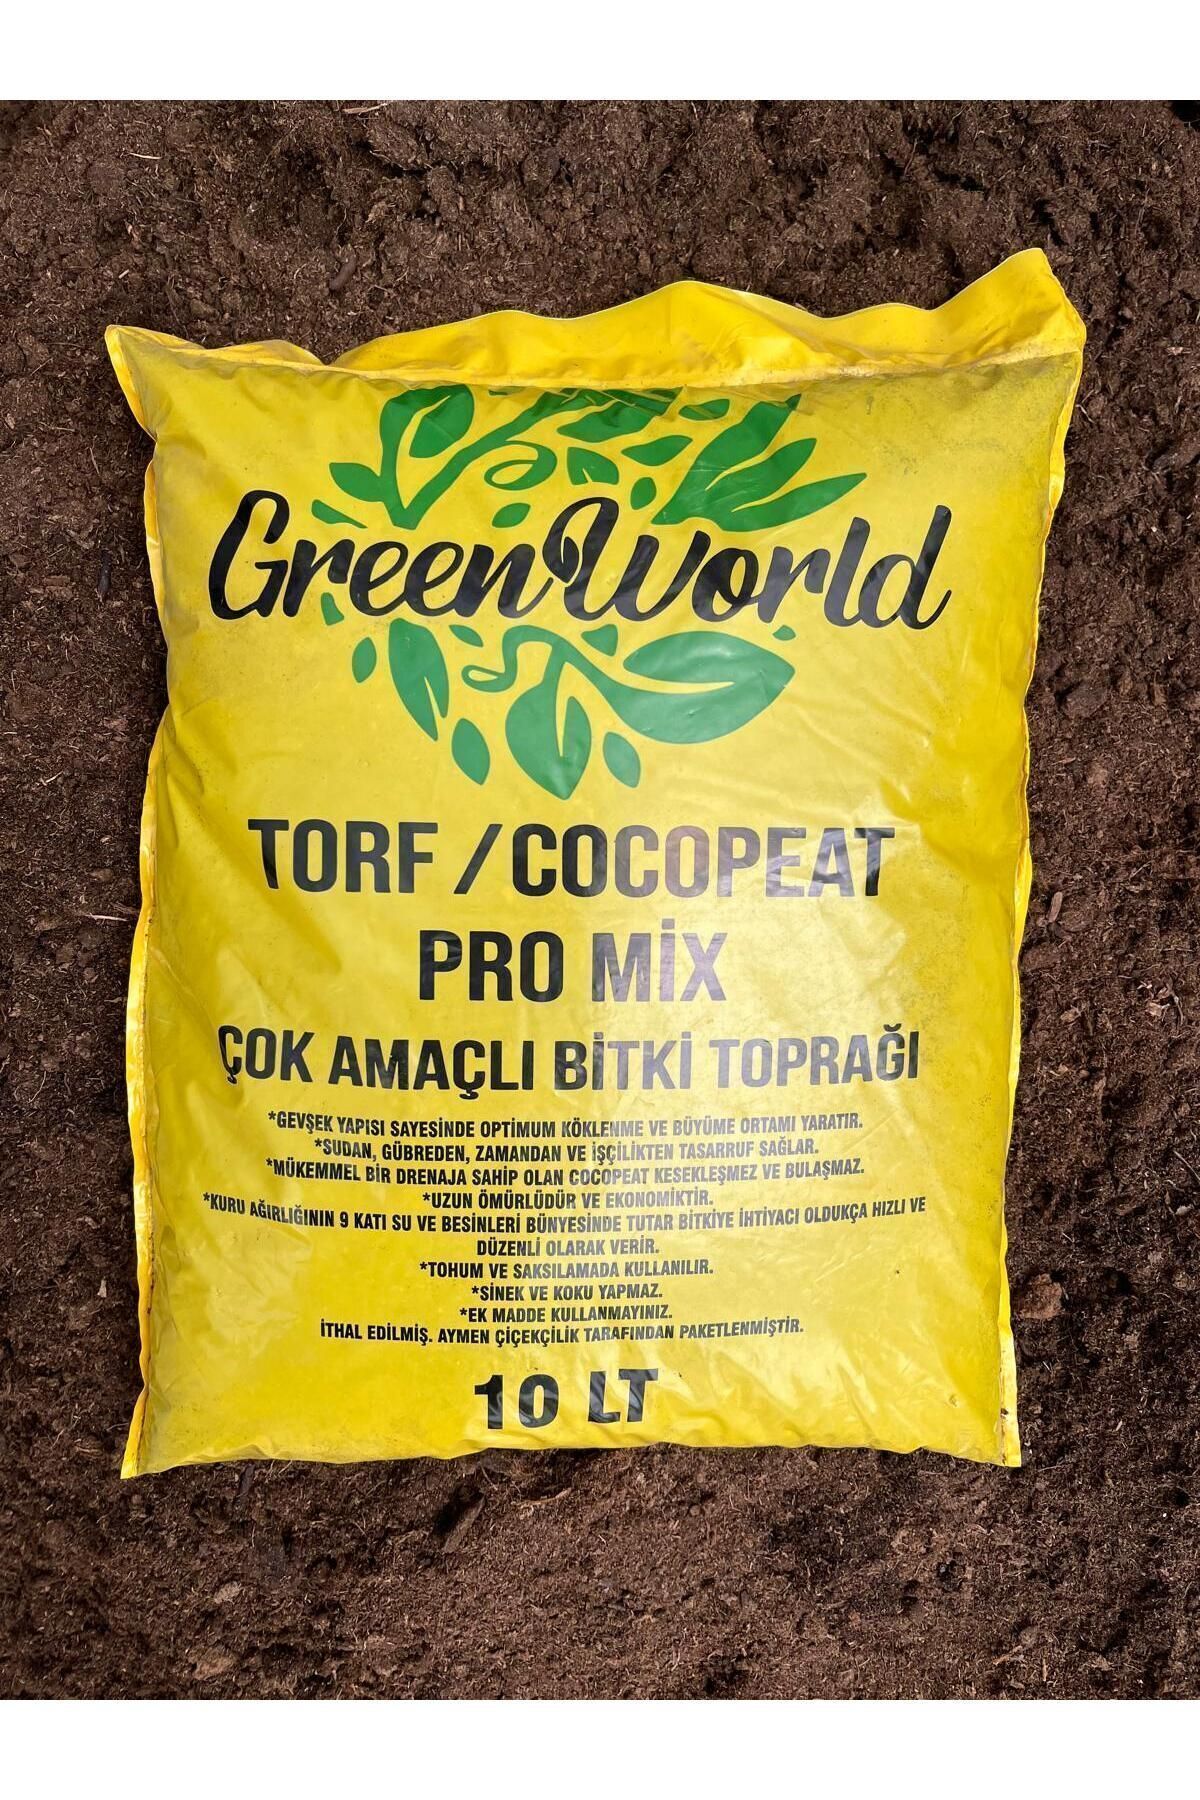 GreenWorld
TORF / COCOPEAT
PRO MİX
ÇOK AMAÇLI BİTKİ TOPRAĞI
*GEVŞEK YAPISI SAYESİNDE OPTİMUM KÖKLENME VE BÜYÜME ORTAMI YARATIR.
*SUDAN, GÜBREDEN, ZAMANDAN VE İŞÇİLİKTEN TASARRUF SAĞLAR.
*MÜKEMMEL BİR DRENAJA SAHİP OLAN COCOPEAT KESEKLEŞMEZ VE BULAŞMAZ.
*UZUN ÖMÜRLÜDÜR VE EKONOMİKTİR.
*KURU AĞIRLIĞININ 9 KATI SU VE BESİNLERİ BÜNYESİNDE TUTAR BİTKİYE İHTİYACI OLDUKÇA HIZLI VE
DÜZENLİ OLARAK VERİR.
*TOHUM VE SAKSILAMADA KULLANILIR.
*SİNEK VE KOKU YAPMAZ.
*EK MADDE KULLANMAYINIZ.
İTHAL EDİLMİŞ. AYMEN ÇİÇEKÇİLİK TARAFINDAN PAKETLENMİŞTİR.
10 LT